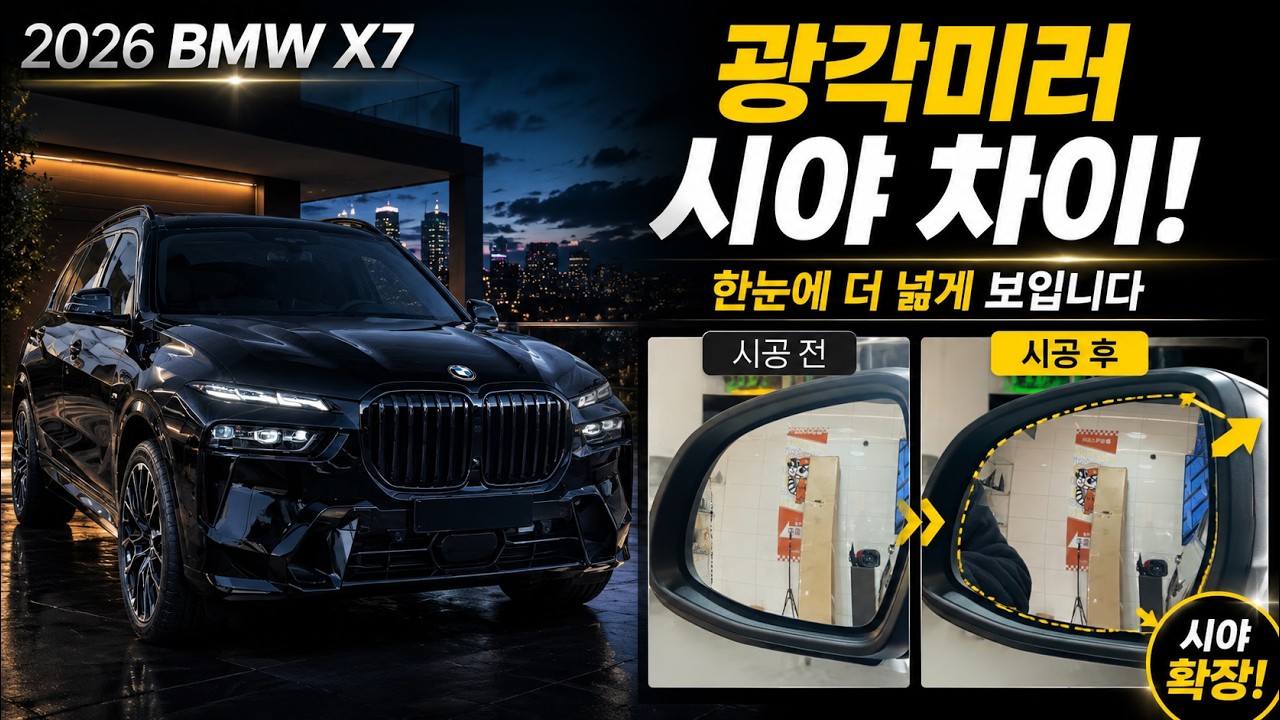 2026 BMW X7
광각미러
시야 차이!
한눈에 더 넓게 보입니다
시공 전
시공 후
시야
확장!